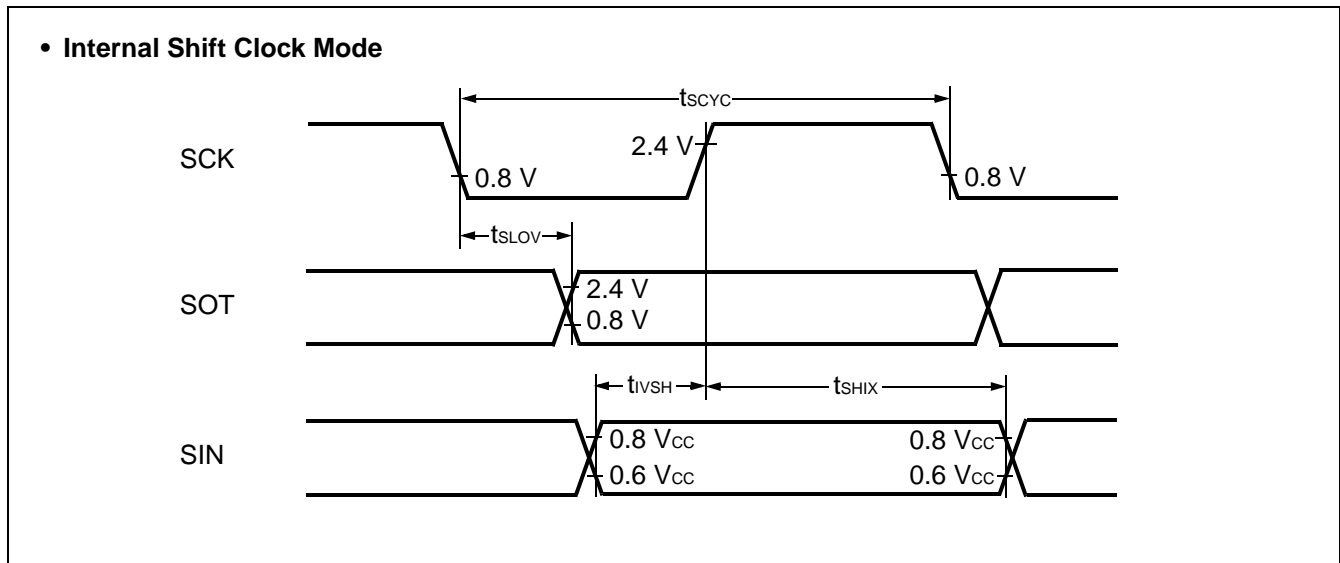 • Internal Shift Clock Mode
tSCYC
SCK
2.4 V
0.8 V
0.8 V
tSLOV
SOT
2.4 V
0.8 V
tIVSH
tSHIX
SIN
0.8 VCC
0.8 VCC
0.6 VCC
0.6 VCC